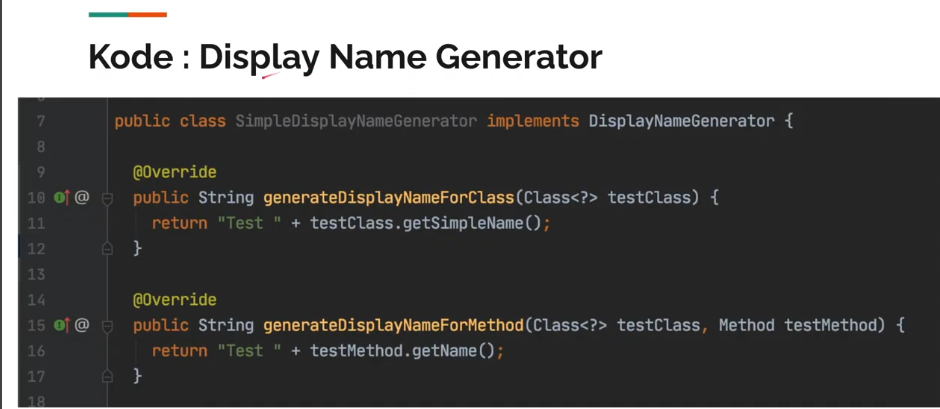 Kode : Display Name Generator
7 public class SimpleDisplayNameGenerator implements DisplayNameGenerator {
8
9 @Override
10 @ public String generateDisplayNameForClass(Class<?> testClass) {
11 return "Test " + testClass.getSimpleName();
12 }
13
14 @Override
15 @ public String generateDisplayNameForMethod(Class<?> testClass, Method testMethod) {
16 return "Test " + testMethod.getName();
17 }
18